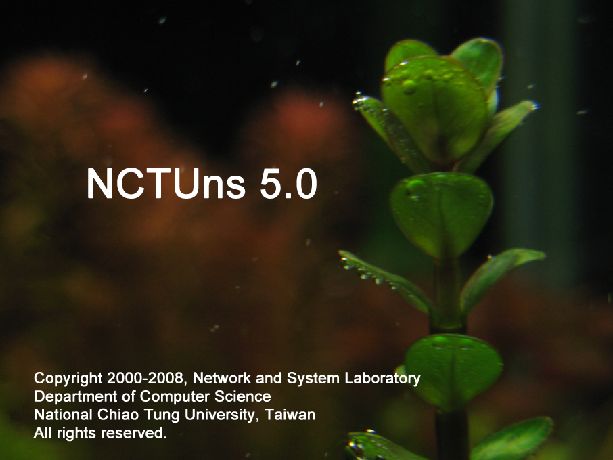 NCTUns 5.0
Copyright 2000-2008, Network and System Laboratory
Department of Computer Science
National Chiao Tung University, Taiwan
All rights reserved.